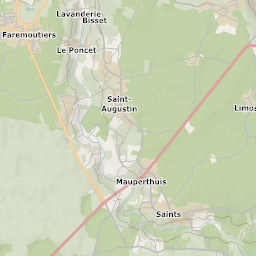 Lavanderie
Bisset
Faremoutiers
Le Poncet
Saint-
Augustin
Limos
Mauperthuis
Saints